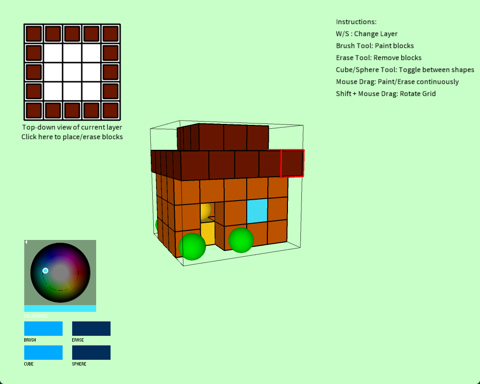 Instructions:
W/S : Change Layer
Brush Tool: Paint blocks
Erase Tool: Remove blocks
Cube/Sphere Tool: Toggle between shapes
Mouse Drag: Paint/Erase continuously
Shift + Mouse Drag: Rotate Grid
Top-down view of current layer
Click here to place/erase blocks
BRUSH
ERASE
CUBE
SPHERE